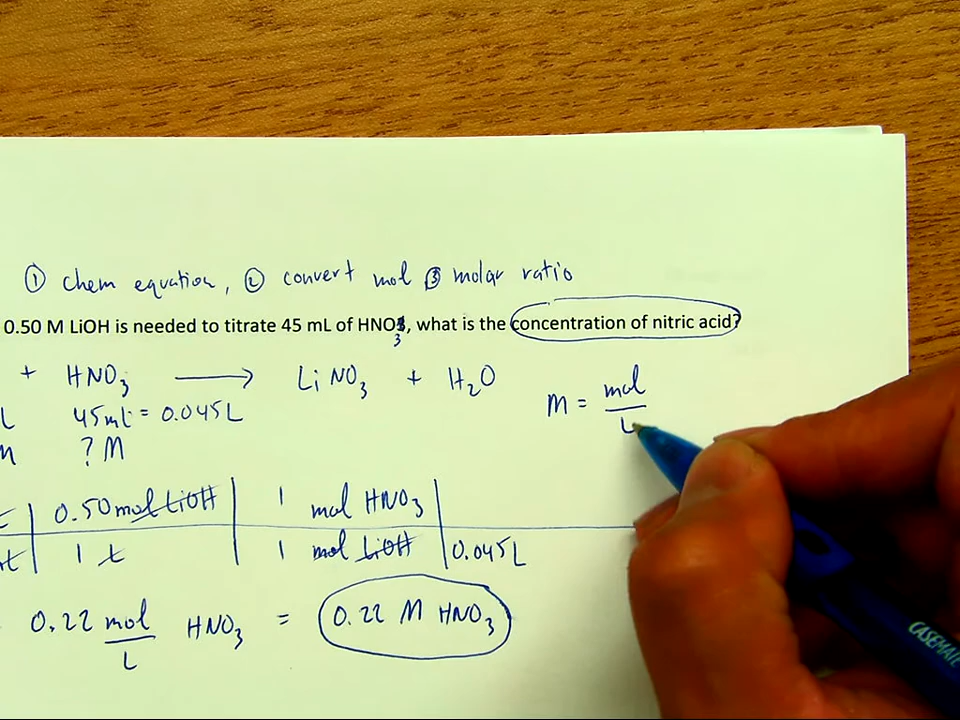 ① chem equation, ② convert mol ③ molar ratio
0.50 M LiOH is needed to titrate 45 mL of HNO3, what is the concentration of nitric acid?
+ HNO3 → LiNO3 + H2O
L 45mL = 0.045L
M = mol
L
m ? M
0.50 mol LiOH 1 mol HNO3
1 L 1 mol LiOH 0.045L
0.22 mol HNO3 = 0.22 M HNO3
L
CASEMATE